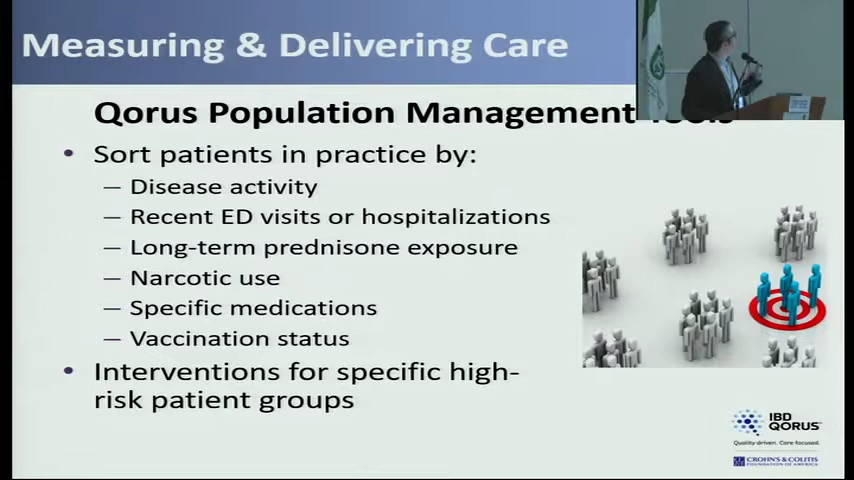 Measuring & Delivering Care
Qorus Population Management
• Sort patients in practice by:
– Disease activity
– Recent ED visits or hospitalizations
– Long-term prednisone exposure
– Narcotic use
– Specific medications
– Vaccination status
• Interventions for specific high-
risk patient groups
IBD
QORUS
Quality driven. Care focused.
CROHN'S & COLITIS
FOUNDATION OF AMERICA